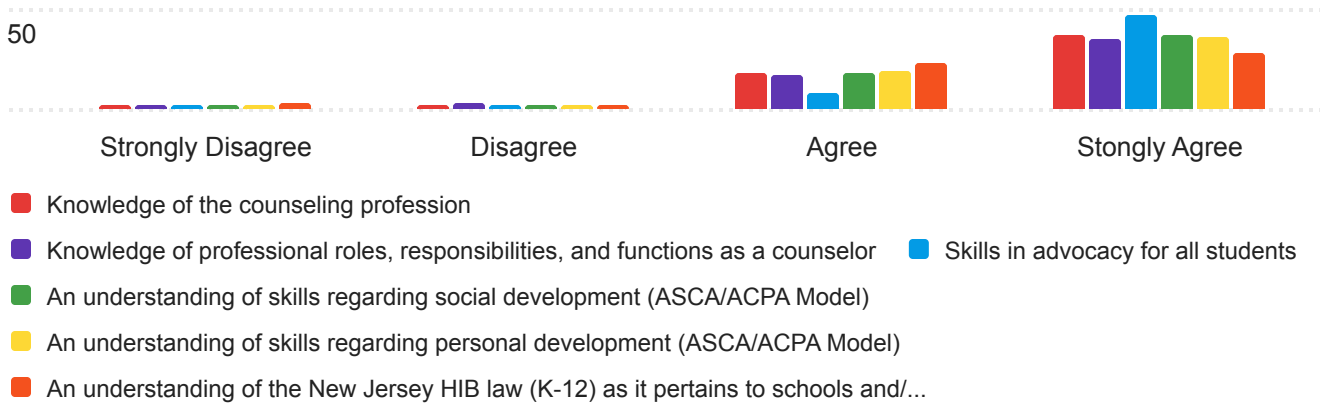 50
Strongly Disagree Disagree Agree Stongly Agree
Knowledge of the counseling profession
Knowledge of professional roles, responsibilities, and functions as a counselor Skills in advocacy for all students
An understanding of skills regarding social development (ASCA/ACPA Model)
An understanding of skills regarding personal development (ASCA/ACPA Model)
An understanding of the New Jersey HIB law (K-12) as it pertains to schools and/...